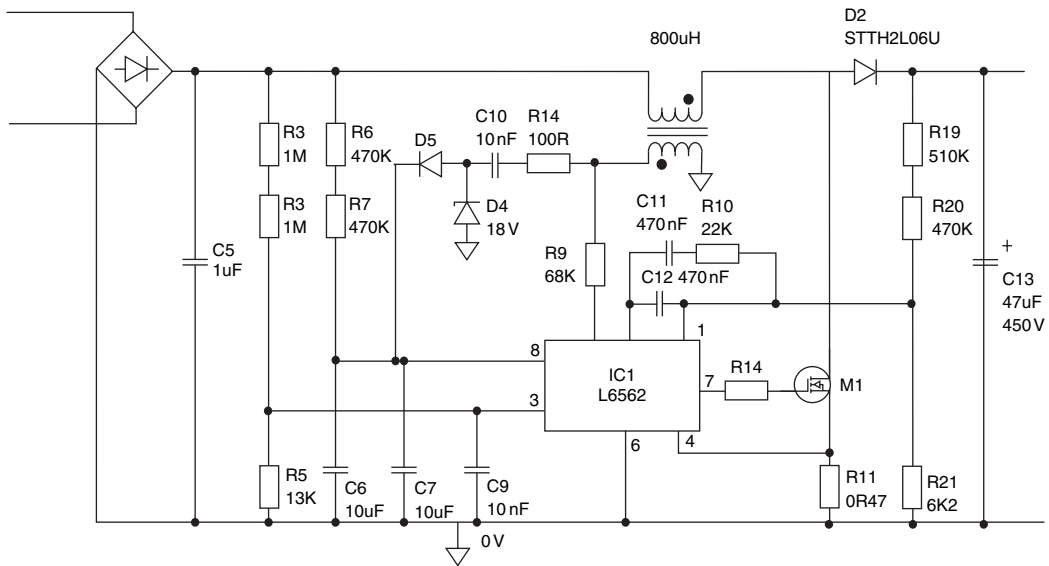 D2
STTH2L06U
800uH
R3
1M
R6
470K
D5
C10
10nF
R14
100R
R19
510K
R3
1M
R7
470K
D4
18V
C11
470nF
R10
22K
R20
470K
C5
1uF
R9
68K
C12 470nF
+
C13
47uF
450V
1
8
IC1
L6562
7
R14
M1
3
6
4
R5
13K
C6
10uF
C7
10uF
C9
10nF
R11
0R47
R21
6K2
0V